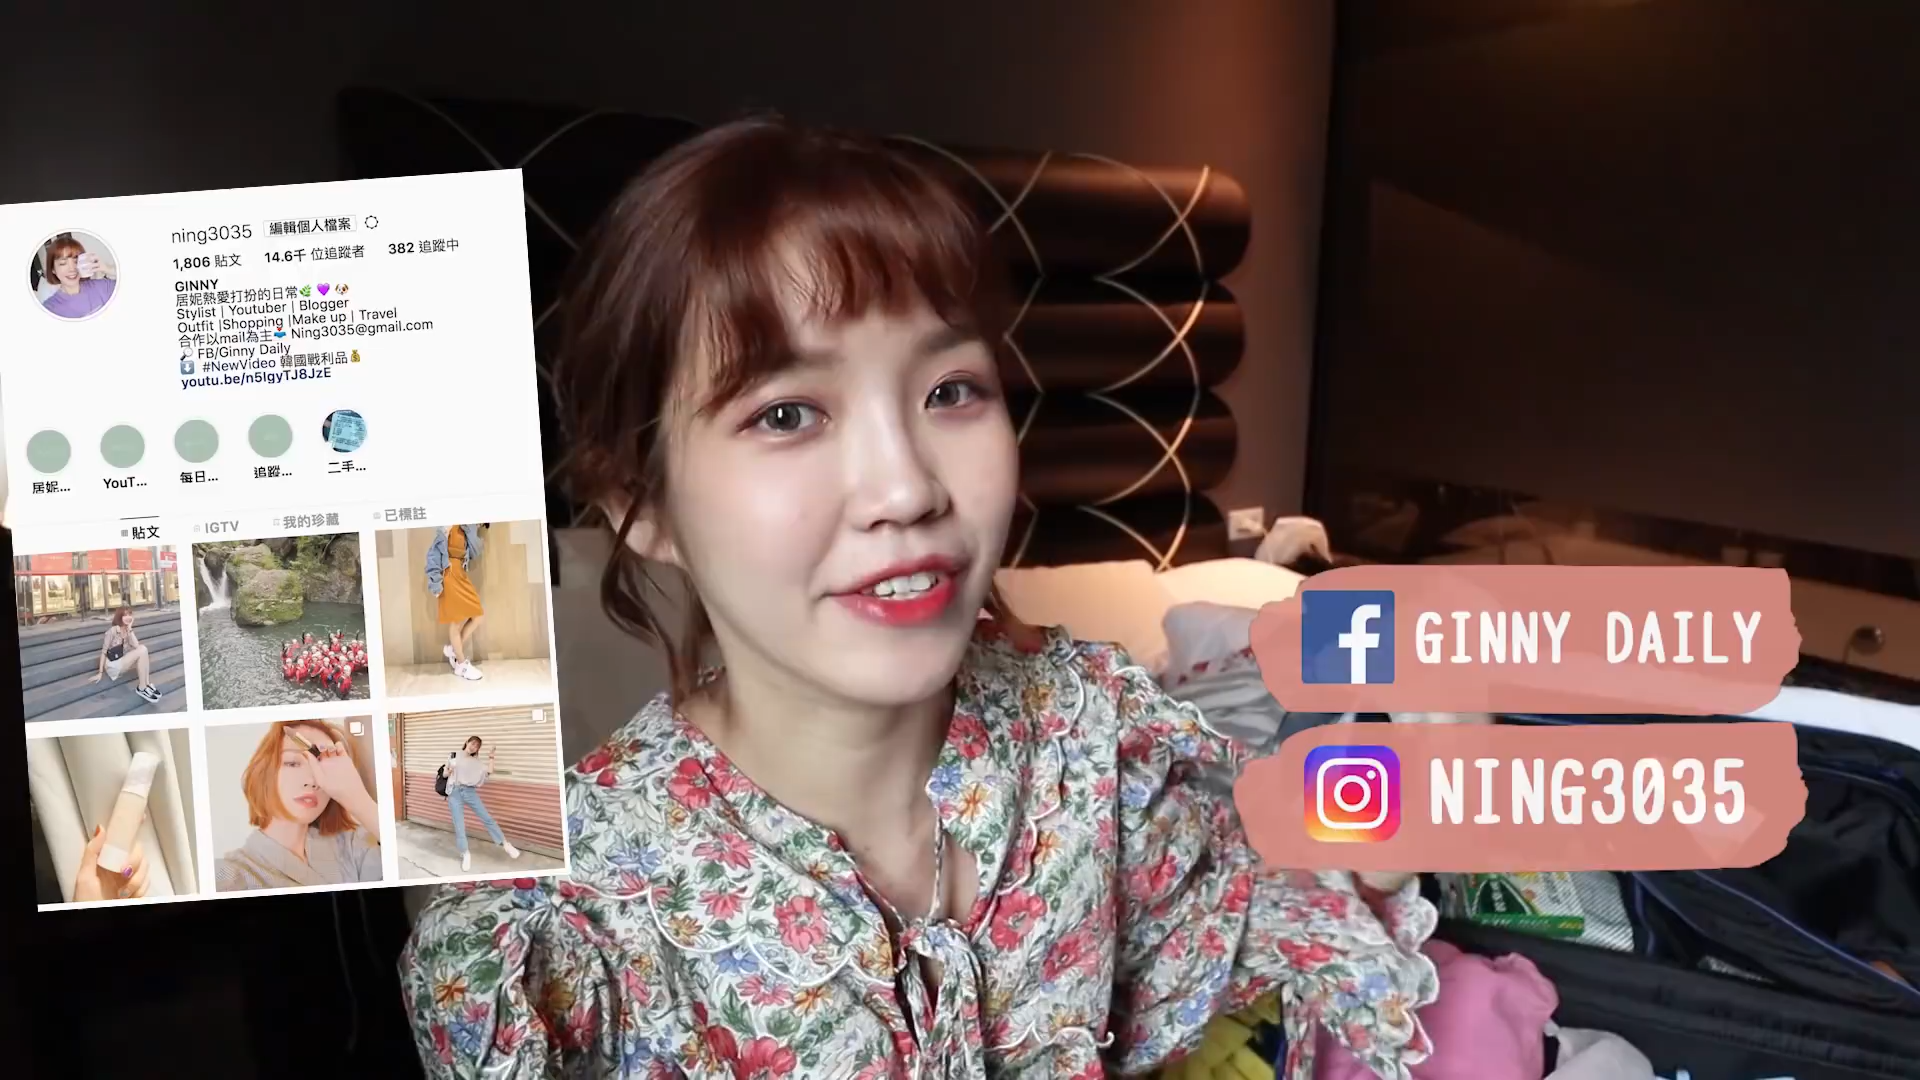 ning3035 編輯個人檔案
1,806 貼文 14.6千 位追蹤者 382 追蹤中
GINNY
居妮熱愛打扮的日常🌿 💜 🐶
Stylist | Youtuber | Blogger
Outfit |Shopping💄|Make up | Travel
合作以mail為主 Ning3035@gmail.com
🔎 FB/Ginny Daily
⬇️ #NewVideo 韓國戰利品💰
youtu.be/n5IgyTJ8JzE
居妮... YouT... 每日... 追蹤... 二手...
貼文 IGTV 我的珍藏 已標註
f GINNY DAILY
NING3035